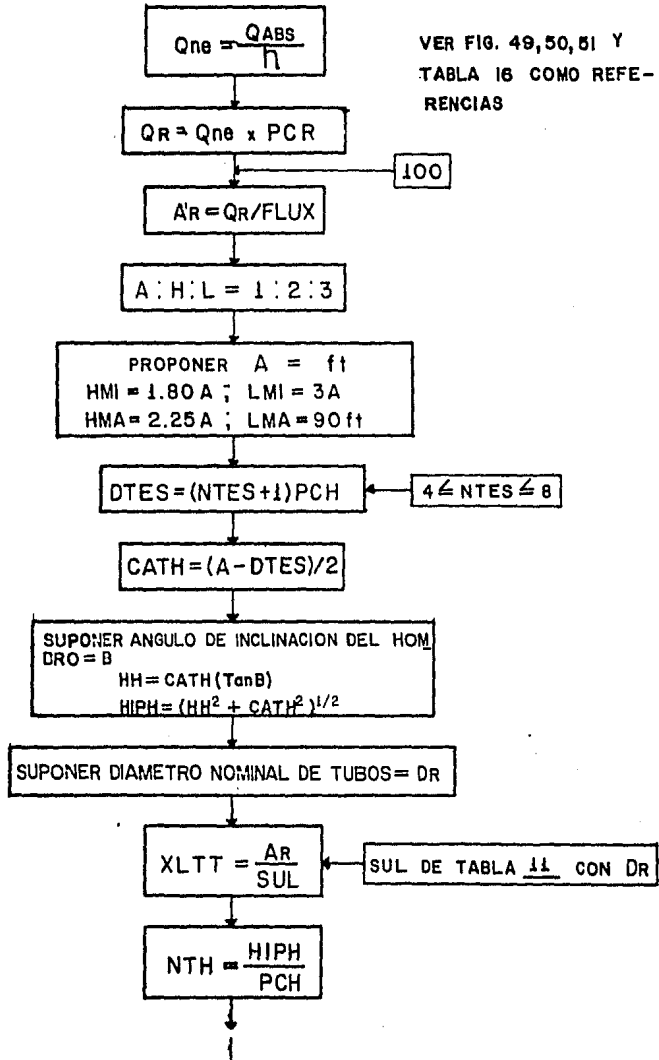 Qne = QABS / η
VER FIG. 49,50,51 Y
TABLA 16 COMO REFE-
RENCIAS
QR = Qne x PCR
100
A'R = QR/FLUX
A:H:L = 1:2:3
PROPONER A = ft
HMI = 1.80 A ; LMI = 3A
HMA = 2.25 A ; LMA = 90 ft
DTES = (NTES+1)PCH
4 ≤ NTES ≤ 8
CATH = (A-DTES)/2
SUPONER ANGULO DE INCLINACION DEL HOM
BRO = B
HH = CATH (TanB)
HIPH = (HH² + CATH²)1/2
SUPONER DIAMETRO NOMINAL DE TUBOS = DR
XLTT = AR / SUL
SUL DE TABLA 11 CON DR
NTH = HIPH / PCH
1